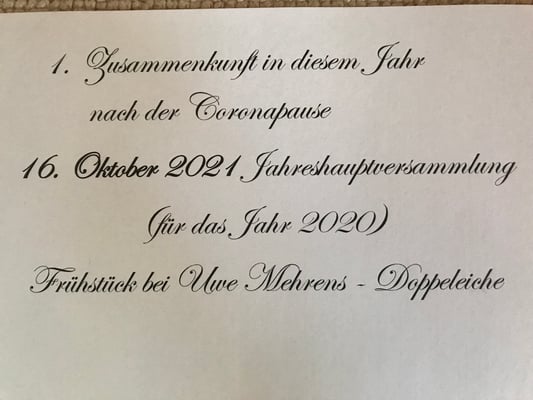 1. Zusammenkunft in diesem Jahr
nach der Coronapause
16. Oktober 2021 Jahreshauptversammlung
(für das Jahr 2020)
Frühstück bei Uwe Mehrens - Doppeleiche